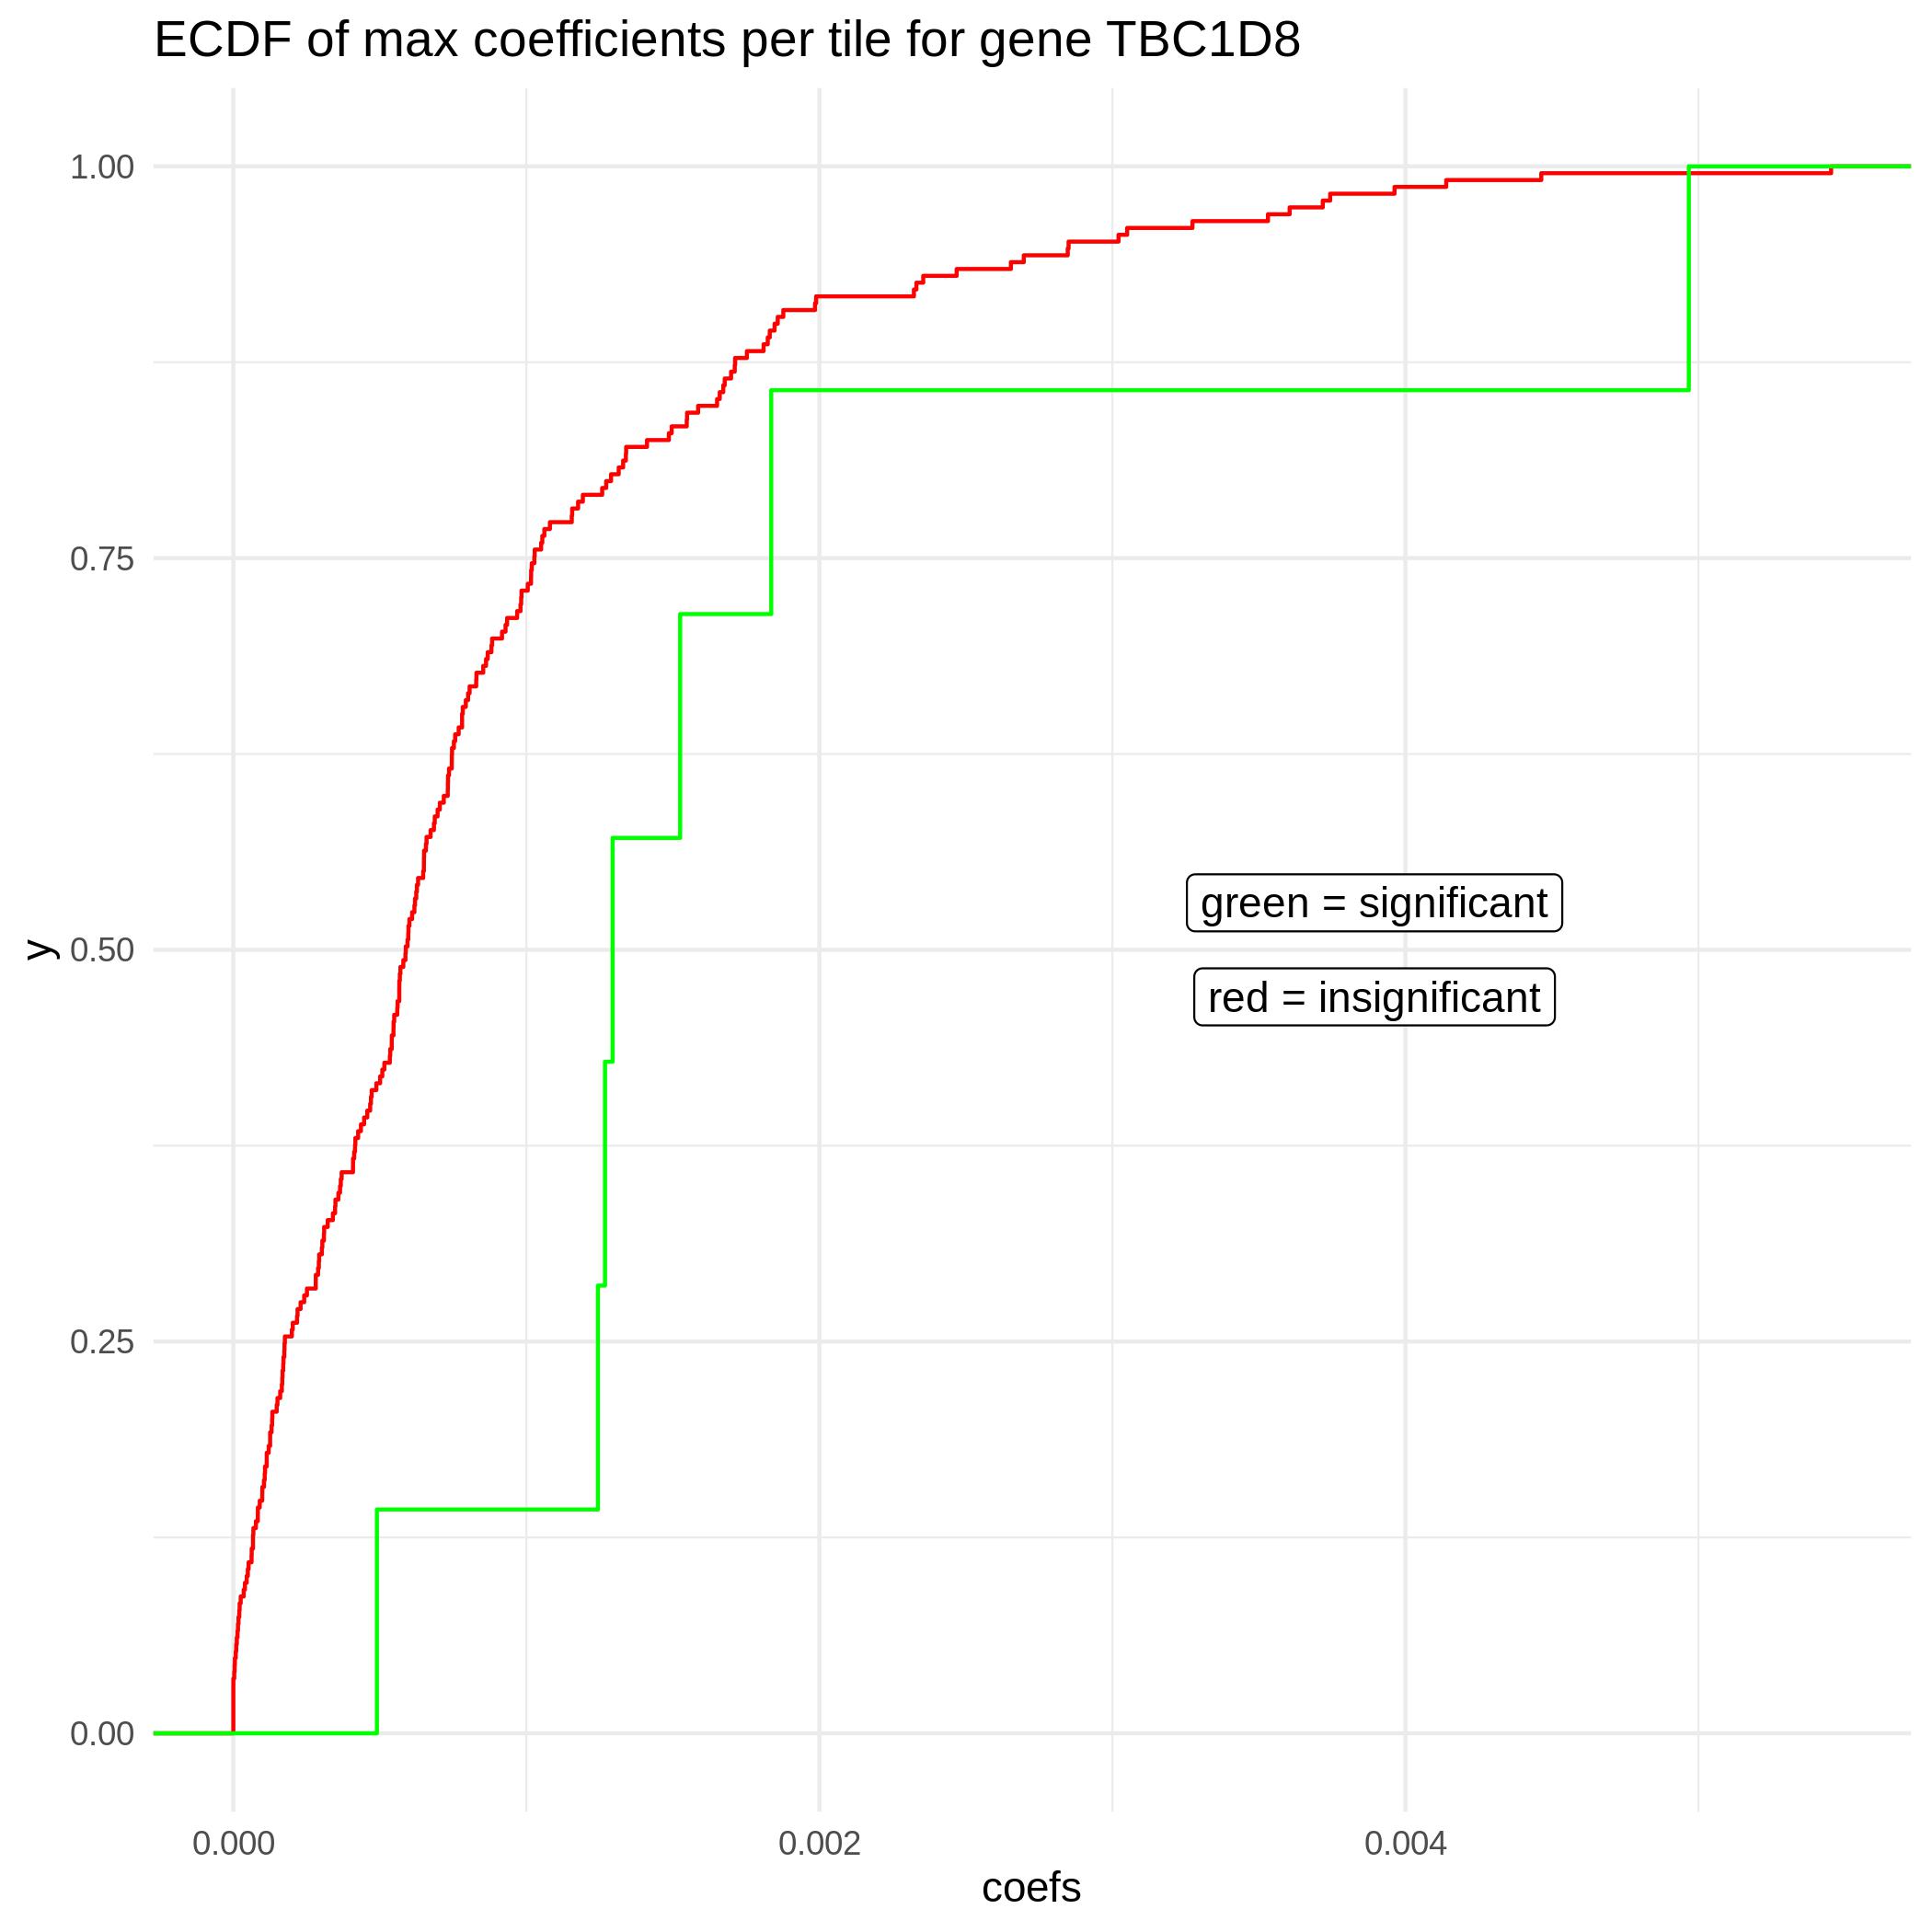 ECDF of max coefficients per tile for gene TBC1D8
1.00
0.75
0.50
0.25
0.00
y
green = significant
red = insignificant
0.000
0.002
0.004
coefs